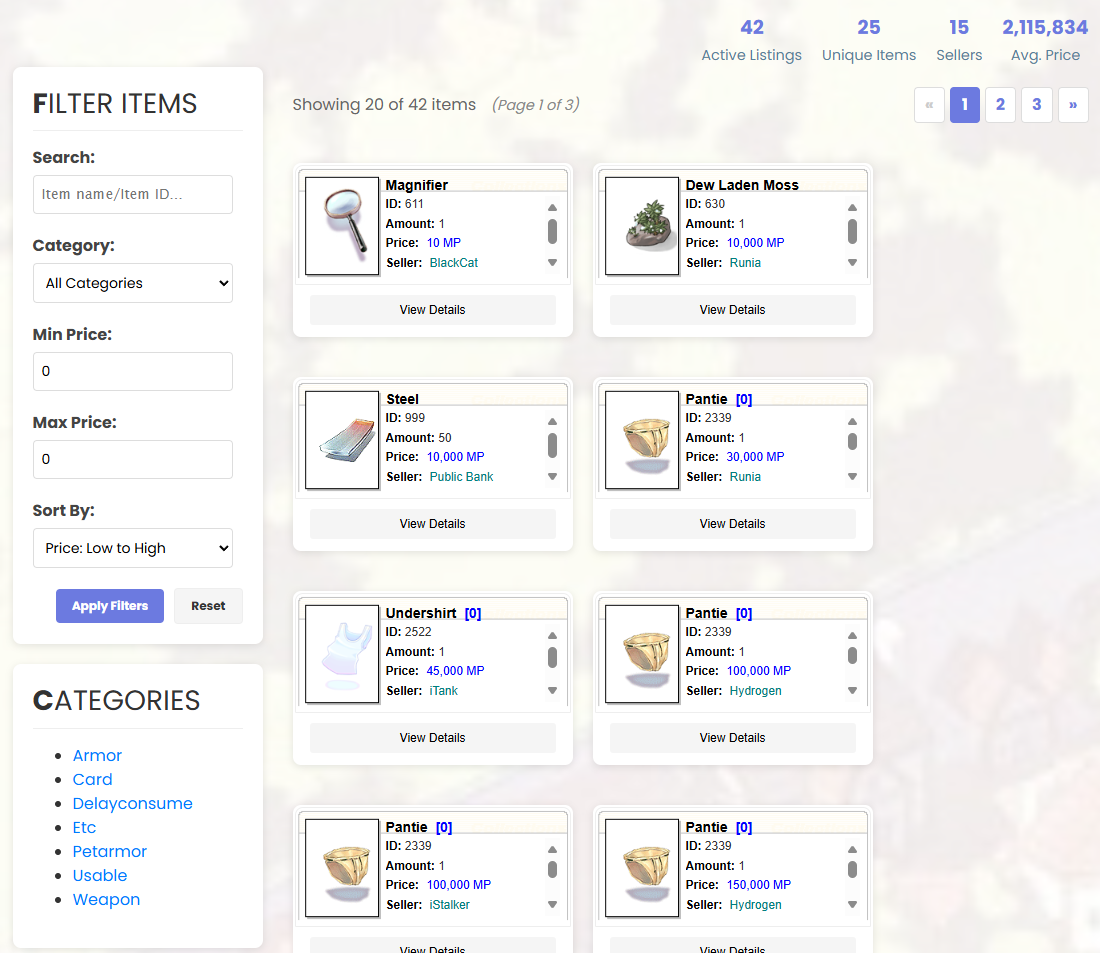 42 25 15 2,115,834
Active Listings Unique Items Sellers Avg. Price
FILTER ITEMS
Search:
Item name/Item ID...
Category:
All Categories
Min Price:
0
Max Price:
0
Sort By:
Price: Low to High
Apply Filters Reset
CATEGORIES
Armor
Card
Delayconsume
Etc
Petarmor
Usable
Weapon
Showing 20 of 42 items (Page 1 of 3)
« 1 2 3 »
Magnifier
ID: 611
Amount: 1
Price: 10 MP
Seller: BlackCat
View Details
Dew Laden Moss
ID: 630
Amount: 1
Price: 10,000 MP
Seller: Runia
View Details
Steel
ID: 999
Amount: 50
Price: 10,000 MP
Seller: Public Bank
View Details
Pantie [0]
ID: 2339
Amount: 1
Price: 30,000 MP
Seller: Runia
View Details
Undershirt [0]
ID: 2522
Amount: 1
Price: 45,000 MP
Seller: iTank
View Details
Pantie [0]
ID: 2339
Amount: 1
Price: 100,000 MP
Seller: Hydrogen
View Details
Pantie [0]
ID: 2339
Amount: 1
Price: 100,000 MP
Seller: iStalker
View Details
Pantie [0]
ID: 2339
Amount: 1
Price: 150,000 MP
Seller: Hydrogen
View Details